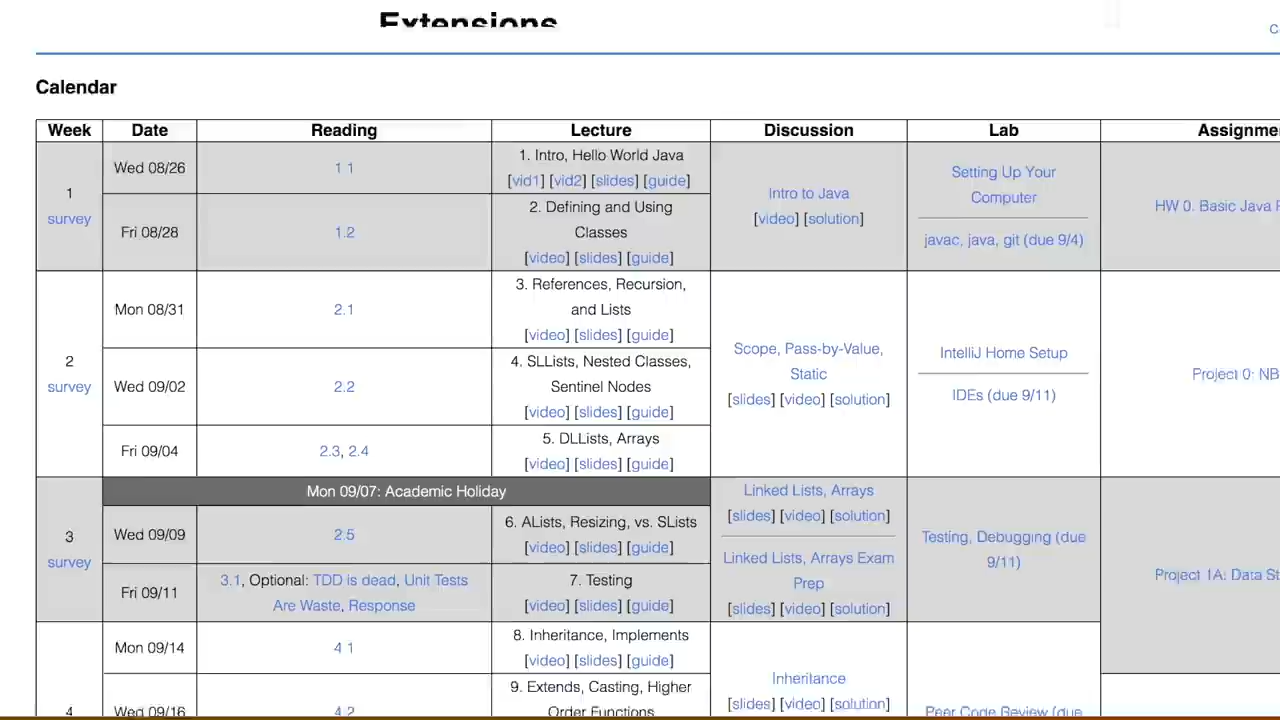 Extensions
C
Calendar
Week Date Reading Lecture Discussion Lab Assignme
1
survey
Wed 08/26
1 1
1. Intro, Hello World Java
[vid1] [vid2] [slides] [guide]
Fri 08/28
1.2
2. Defining and Using
Classes
[video] [slides] [guide]
Intro to Java
[video] [solution]
Setting Up Your
Computer
javac, java, git (due 9/4)
HW 0. Basic Java P
2
survey
Mon 08/31
2.1
3. References, Recursion,
and Lists
[video] [slides] [guide]
Wed 09/02
2.2
4. SLLists, Nested Classes,
Sentinel Nodes
[video] [slides] [guide]
Fri 09/04
2.3, 2.4
5. DLLists, Arrays
[video] [slides] [guide]
Scope, Pass-by-Value,
Static
[slides] [video] [solution]
IntelliJ Home Setup
IDEs (due 9/11)
Project 0: NB
3
survey
Mon 09/07: Academic Holiday
Wed 09/09
2.5
6. ALists, Resizing, vs. SLists
[video] [slides] [guide]
Fri 09/11
3.1, Optional: TDD is dead, Unit Tests
Are Waste, Response
7. Testing
[video] [slides] [guide]
Linked Lists, Arrays
[slides] [video] [solution]
Linked Lists, Arrays Exam
Prep
[slides] [video] [solution]
Testing, Debugging (due
9/11)
Project 1A: Data St
4
Mon 09/14
4 1
8. Inheritance, Implements
[video] [slides] [guide]
Wed 09/16
4.2
9. Extends, Casting, Higher
Order Functions
Inheritance
[slides] [video] [solution]
Peer Code Review (due